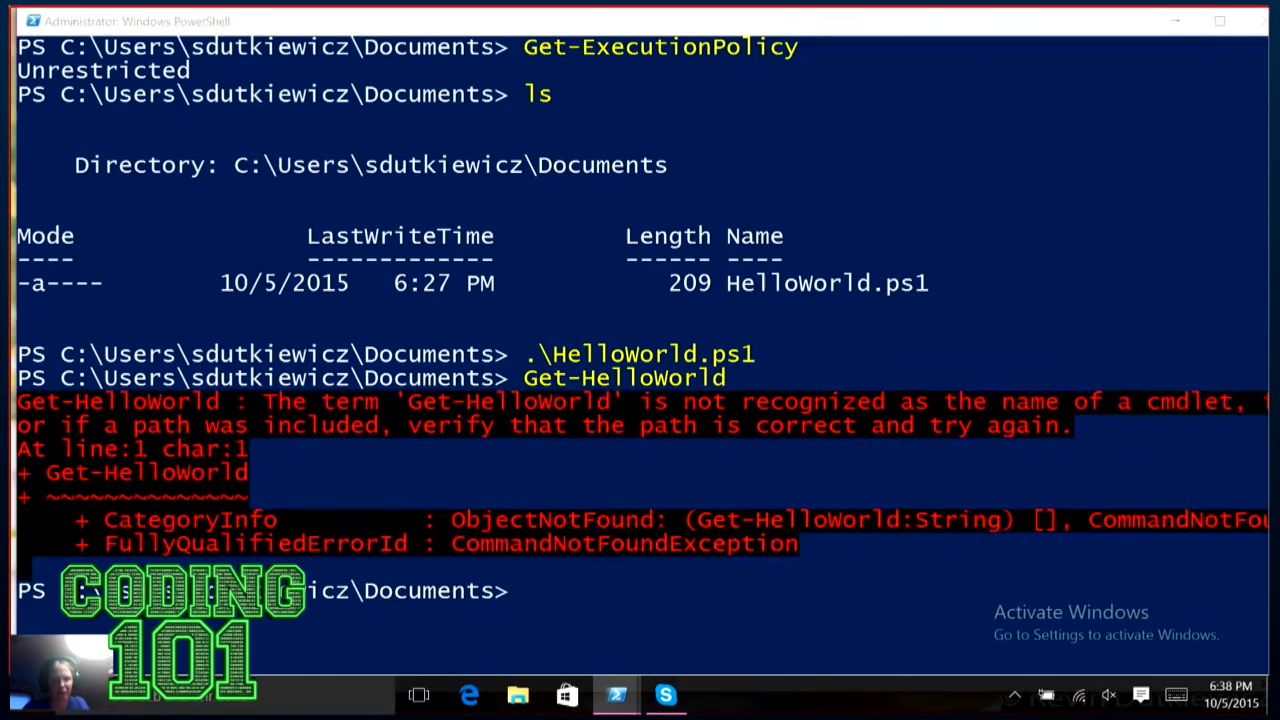 Administrator: Windows PowerShell
PS C:\Users\sdutkiewicz\Documents> Get-ExecutionPolicy
Unrestricted
PS C:\Users\sdutkiewicz\Documents> ls
Directory: C:\Users\sdutkiewicz\Documents
Mode LastWriteTime Length Name
---- ------------- ------ ----
-a---- 10/5/2015 6:27 PM 209 HelloWorld.ps1
PS C:\Users\sdutkiewicz\Documents> .\HelloWorld.ps1
PS C:\Users\sdutkiewicz\Documents> Get-HelloWorld
Get-HelloWorld : The term 'Get-HelloWorld' is not recognized as the name of a cmdlet,
or if a path was included, verify that the path is correct and try again.
At line:1 char:1
+ Get-HelloWorld
+ ~~~~~~~~~~~~~~
+ CategoryInfo : ObjectNotFound: (Get-HelloWorld:String) [], CommandNotFou
+ FullyQualifiedErrorId : CommandNotFoundException
PS icz\Documents>
CODING
101
Activate Windows
Go to Settings to activate Windows.
6:38 PM
10/5/2015